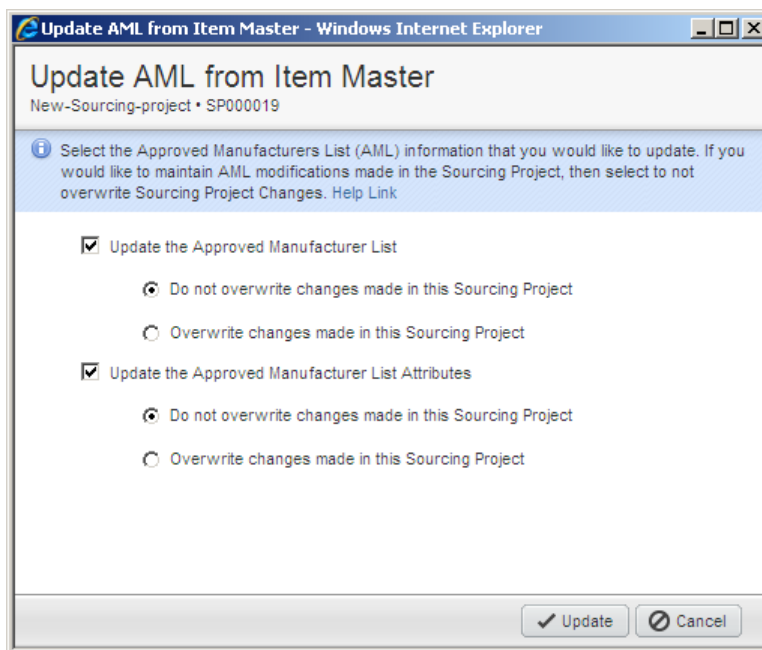 Update AML from Item Master - Windows Internet Explorer
Update AML from Item Master
New-Sourcing-project • SP000019
Select the Approved Manufacturers List (AML) information that you would like to update. If you
would like to maintain AML modifications made in the Sourcing Project, then select to not
overwrite Sourcing Project Changes. Help Link
Update the Approved Manufacturer List
Do not overwrite changes made in this Sourcing Project
Overwrite changes made in this Sourcing Project
Update the Approved Manufacturer List Attributes
Do not overwrite changes made in this Sourcing Project
Overwrite changes made in this Sourcing Project
Update Cancel